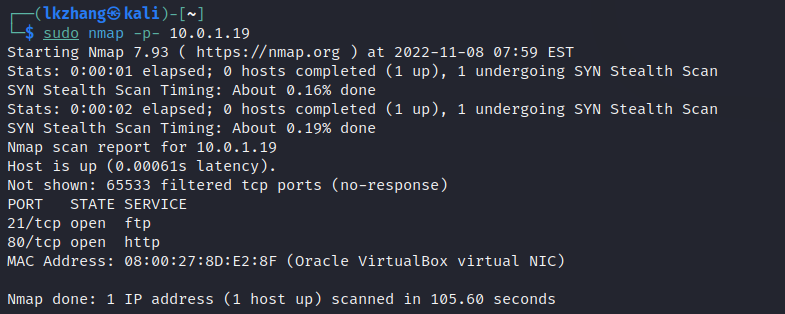 ┌──(lkzhang㉿kali)-[~]
└─$ sudo nmap -p- 10.0.1.19
Starting Nmap 7.93 ( https://nmap.org ) at 2022-11-08 07:59 EST
Stats: 0:00:01 elapsed; 0 hosts completed (1 up), 1 undergoing SYN Stealth Scan
SYN Stealth Scan Timing: About 0.16% done
Stats: 0:00:02 elapsed; 0 hosts completed (1 up), 1 undergoing SYN Stealth Scan
SYN Stealth Scan Timing: About 0.19% done
Nmap scan report for 10.0.1.19
Host is up (0.00061s latency).
Not shown: 65533 filtered tcp ports (no-response)
PORT   STATE SERVICE
21/tcp open  ftp
80/tcp open  http
MAC Address: 08:00:27:8D:E2:8F (Oracle VirtualBox virtual NIC)

Nmap done: 1 IP address (1 host up) scanned in 105.60 seconds